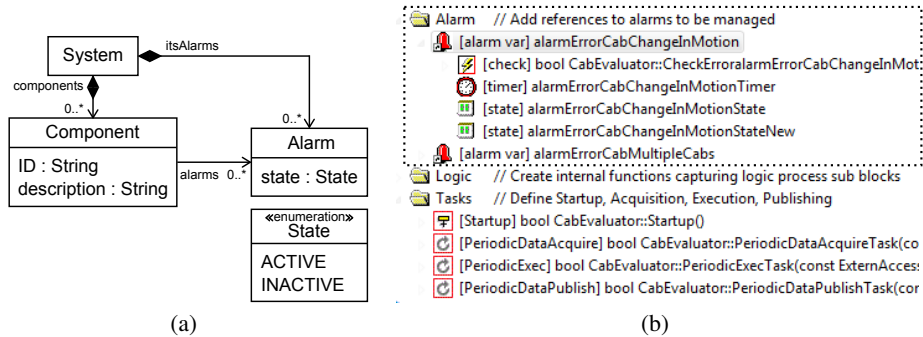 System
itsAlarms
components
0..*
0..*
Component
ID : String
description : String
alarms 0..*
Alarm
state : State
«enumeration»
State
ACTIVE
INACTIVE
(a)
Alarm // Add references to alarms to be managed
[alarm var] alarmErrorCabChangeInMotion
[check] bool CabEvaluator::CheckErroralarmErrorCabChangeInMot
[timer] alarmErrorCabChangeInMotionTimer
[state] alarmErrorCabChangeInMotionState
[state] alarmErrorCabChangeInMotionStateNew
[alarm var] alarmErrorCabMultipleCabs
Logic // Create internal functions capturing logic process sub blocks
Tasks // Define Startup, Acquisition, Execution, Publishing
[Startup] bool CabEvaluator::Startup()
[PeriodicDataAcquire] bool CabEvaluator::PeriodicDataAcquireTask(co
[PeriodicExec] bool CabEvaluator::PeriodicExecTask(const ExternAcces
[PeriodicDataPublish] bool CabEvaluator::PeriodicDataPublishTask(cor
(b)